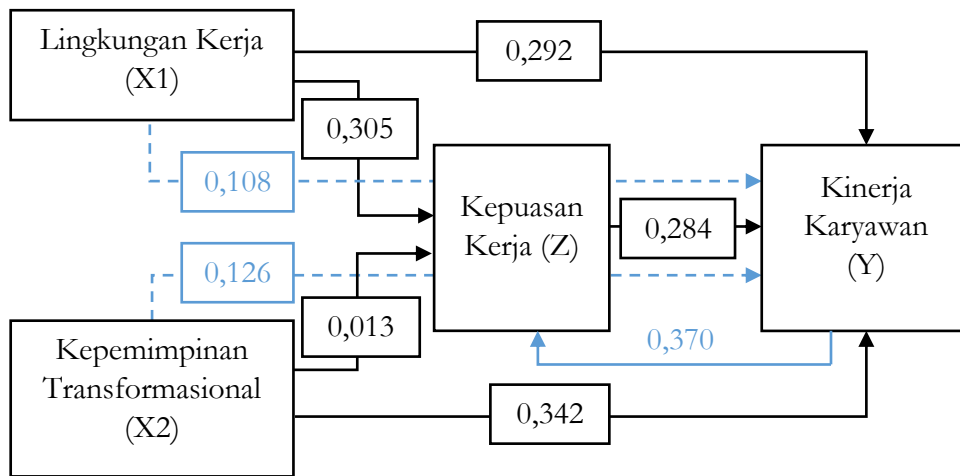 Lingkungan Kerja
(X1)
0,292
0,305
0,108
Kepuasan
Kerja (Z)
0,284
Kinerja
Karyawan
(Y)
0,126
0,013
Kepemimpinan
Transformasional
(X2)
0,370
0,342